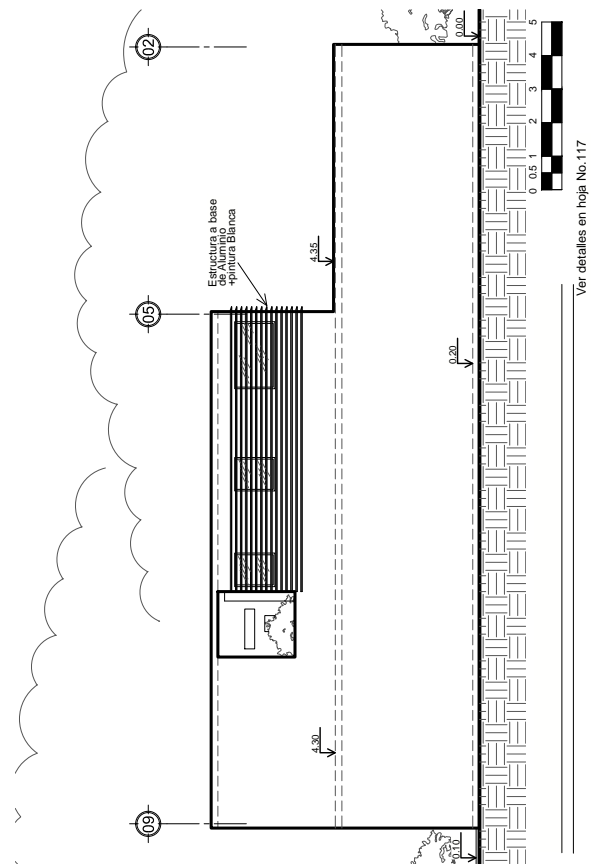 09 05 02
Estructura a base
de Aluminio
+pintura Blanca
4.30 4.35
0.10 0.20 0.00
0 0.5 1 2 3 4 5
Ver detalles en hoja No.117